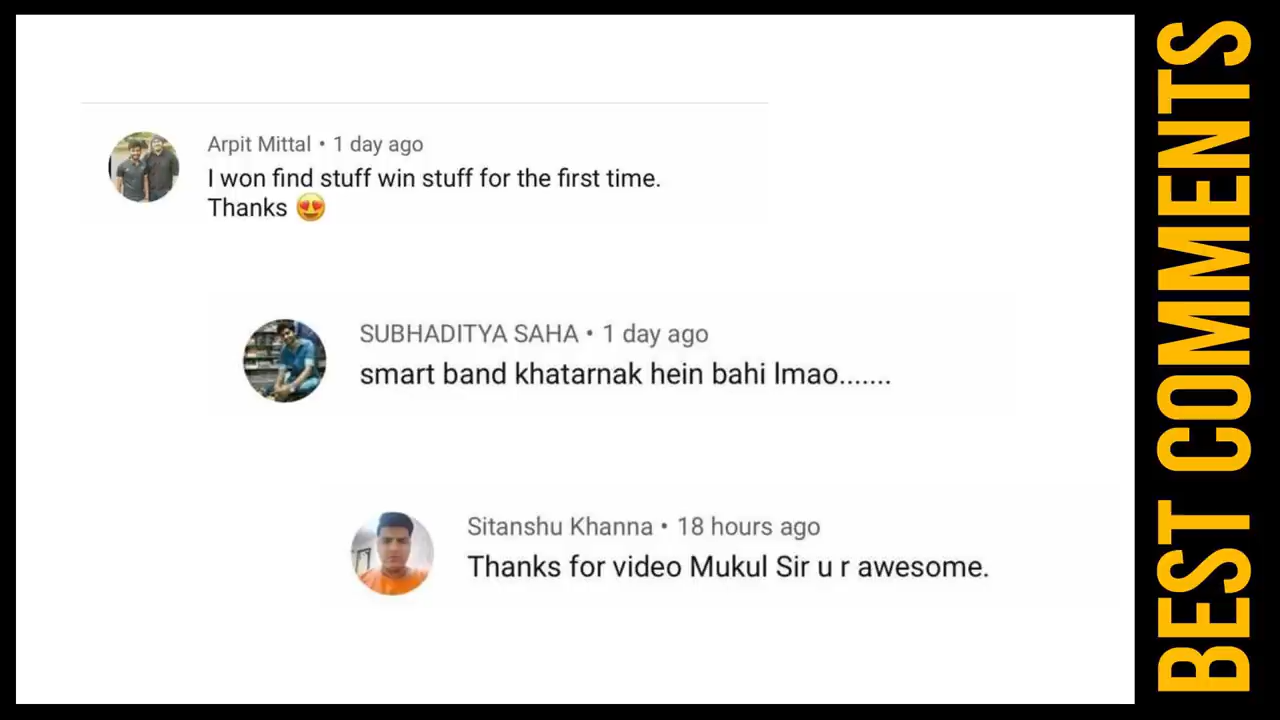 Arpit Mittal • 1 day ago
I won find stuff win stuff for the first time.
Thanks 😍
SUBHADITYA SAHA • 1 day ago
smart band khatarnak hein bahi lmao.......
Sitanshu Khanna • 18 hours ago
Thanks for video Mukul Sir u r awesome.
BEST COMMENTS